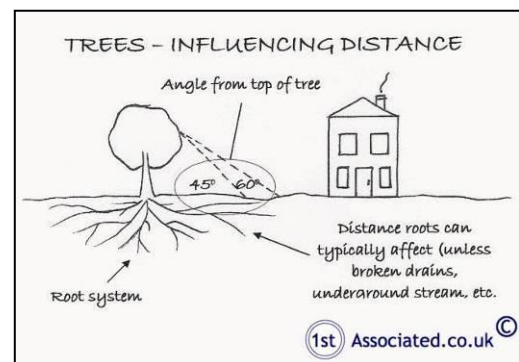 TREES – INFLUENCING DISTANCE
Angle from top of tree
45° 60°
Distance roots can
typically affect (unless
broken drains,
underground stream, etc.
Root system
1st Associated.co.uk ©